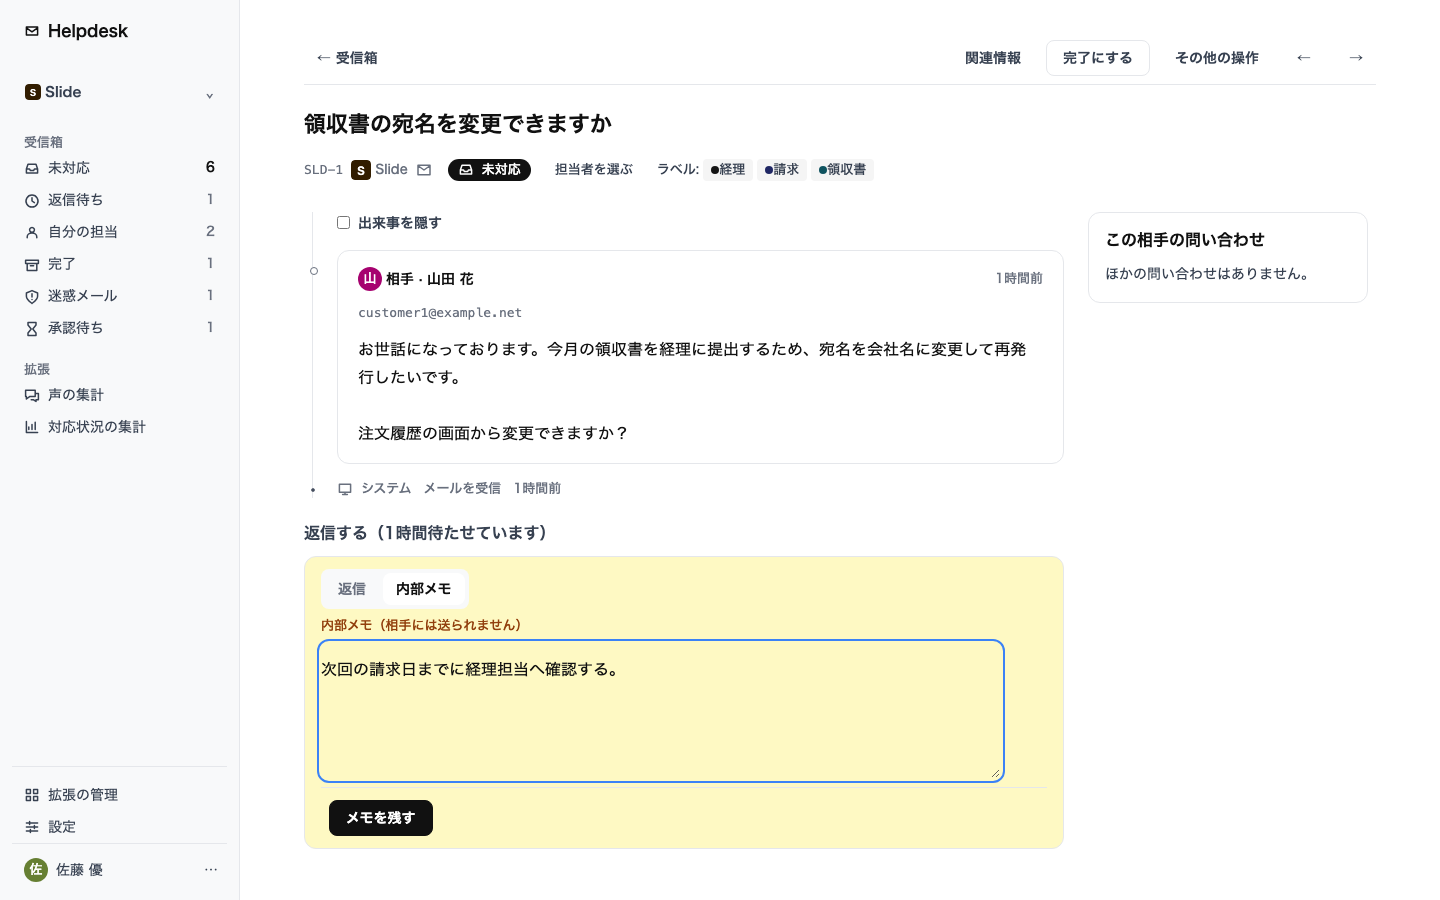 Helpdesk
S Slide
受信箱
未対応 6
返信待ち 1
自分の担当 2
完了 1
迷惑メール 1
承認待ち 1
拡張
声の集計
対応状況の集計
拡張の管理
設定
佐 佐藤 優 …
← 受信箱 関連情報 完了にする その他の操作 ← →
領収書の宛名を変更できますか
SLD-1 S Slide 未対応 担当者を選ぶ ラベル: 経理 請求 領収書
出来事を隠す
山 相手 · 山田 花 1時間前
customer1@example.net
お世話になっております。今月の領収書を経理に提出するため、宛名を会社名に変更して再発
行したいです。
注文履歴の画面から変更できますか？
システム メールを受信 1時間前
この相手の問い合わせ
ほかの問い合わせはありません。
返信する（1時間待たせています）
返信 内部メモ
内部メモ（相手には送られません）
次回の請求日までに経理担当へ確認する。
メモを残す